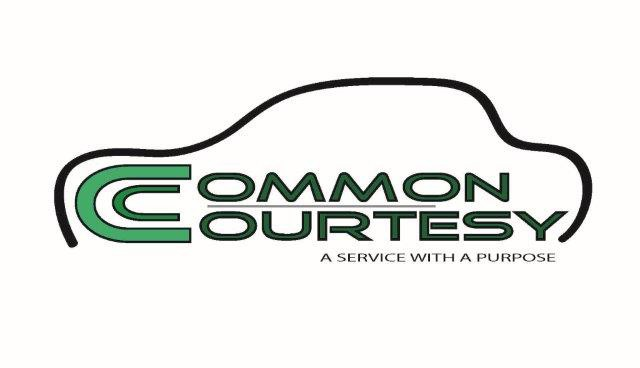 COMMON
COURTESY
A SERVICE WITH A PURPOSE